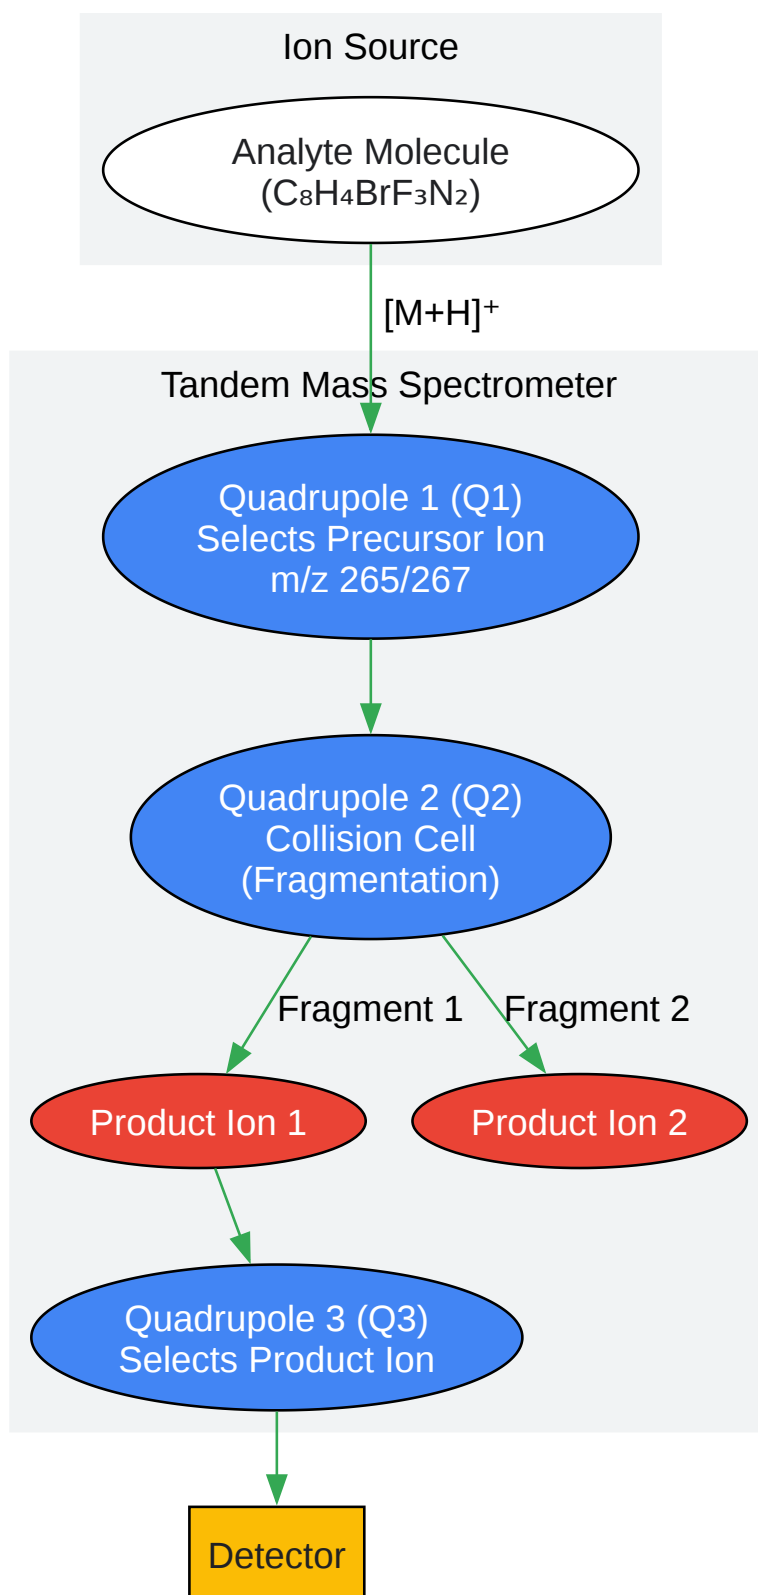 Ion Source
Analyte Molecule
(C₈H₄BrF₃N₂)
[M+H]⁺
Tandem Mass Spectrometer
Quadrupole 1 (Q1)
Selects Precursor Ion
m/z 265/267
Quadrupole 2 (Q2)
Collision Cell
(Fragmentation)
Fragment 1
Fragment 2
Product Ion 1
Product Ion 2
Quadrupole 3 (Q3)
Selects Product Ion
Detector